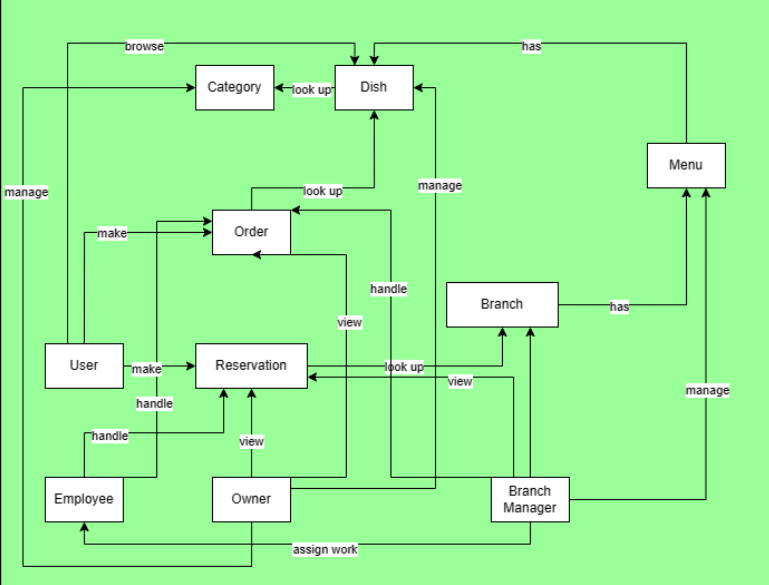 browse
has
Category
look up
Dish
Menu
manage
manage
look up
Order
make
handle
Branch
has
view
User
make
Reservation
look up
view
manage
handle
handle
view
Employee
Owner
Branch
Manager
assign work